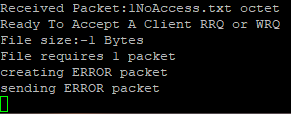 Received Packet:lNoAccess.txt octet
Ready To Accept A Client RRQ or WRQ
File size:-1 Bytes
File requires 1 packet
creating ERROR packet
sending ERROR packet